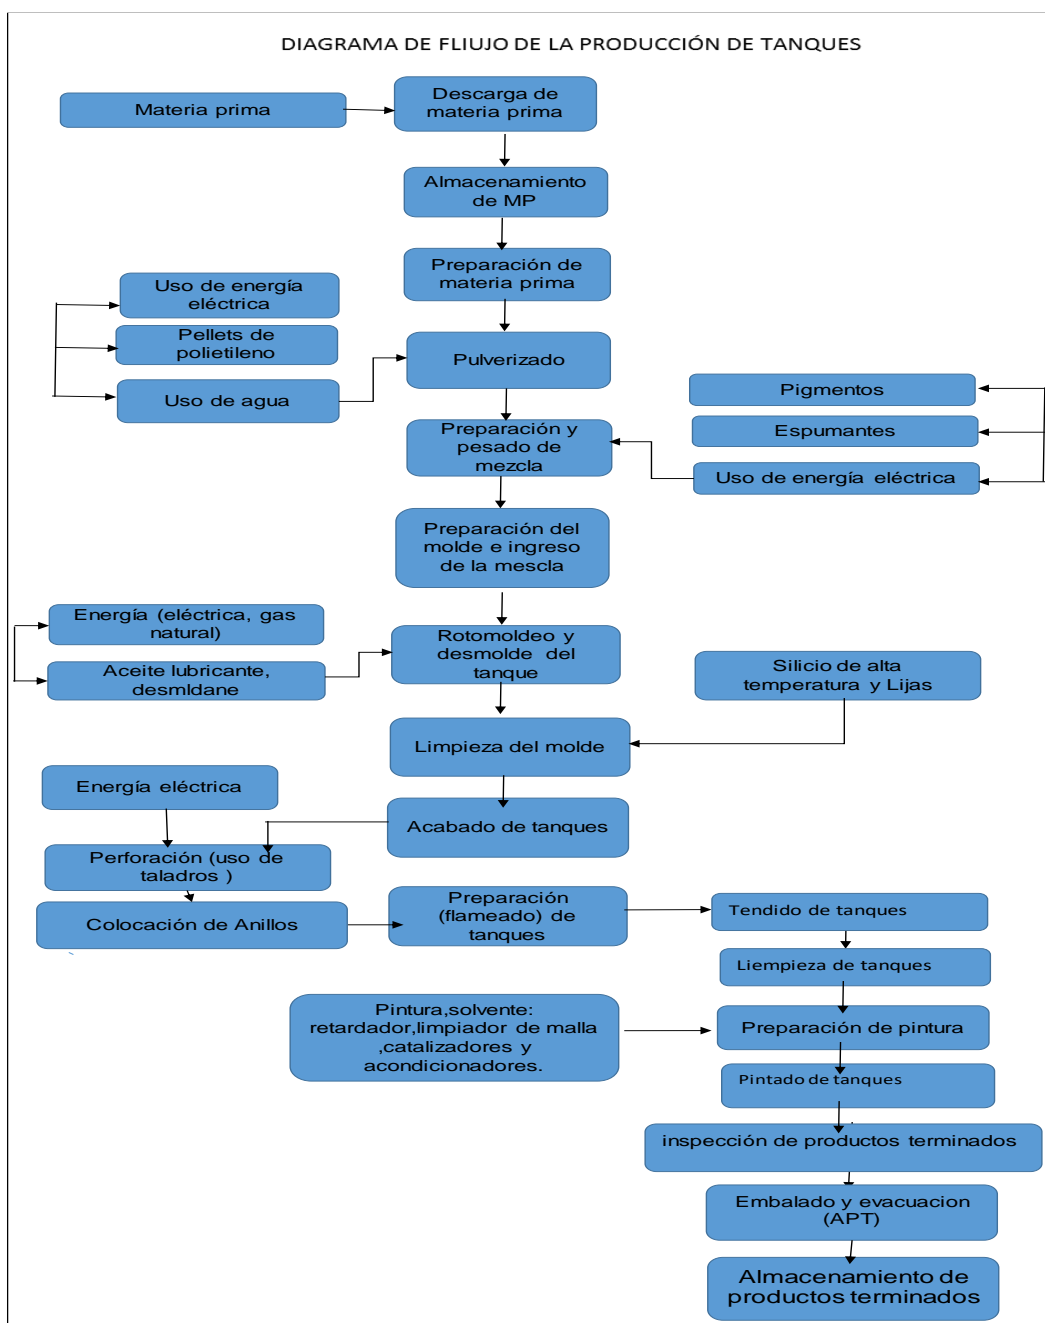 DIAGRAMA DE FLIUJO DE LA PRODUCCIÓN DE TANQUES
Materia prima
Descarga de
materia prima
Almacenamiento
de MP
Preparación de
materia prima
Uso de energía
eléctrica
Pellets de
polietileno
Uso de agua
Pulverizado
Pigmentos
Espumantes
Uso de energía eléctrica
Preparación y
pesado de
mezcla
Preparación del
molde e ingreso
de la mescla
Energía (eléctrica, gas
natural)
Aceite lubricante,
desmldane
Rotomoldeo y
desmolde del
tanque
Silicio de alta
temperatura y Lijas
Limpieza del molde
Energía eléctrica
Acabado de tanques
Perforación (uso de
taladros )
Colocación de Anillos
Preparación
(flameado) de
tanques
Tendido de tanques
Liempieza de tanques
Pintura,solvente:
retardador,limpiador de malla
,catalizadores y
acondicionadores.
Preparación de pintura
Pintado de tanques
inspección de productos terminados
Embalado y evacuacion
(APT)
Almacenamiento de
productos terminados